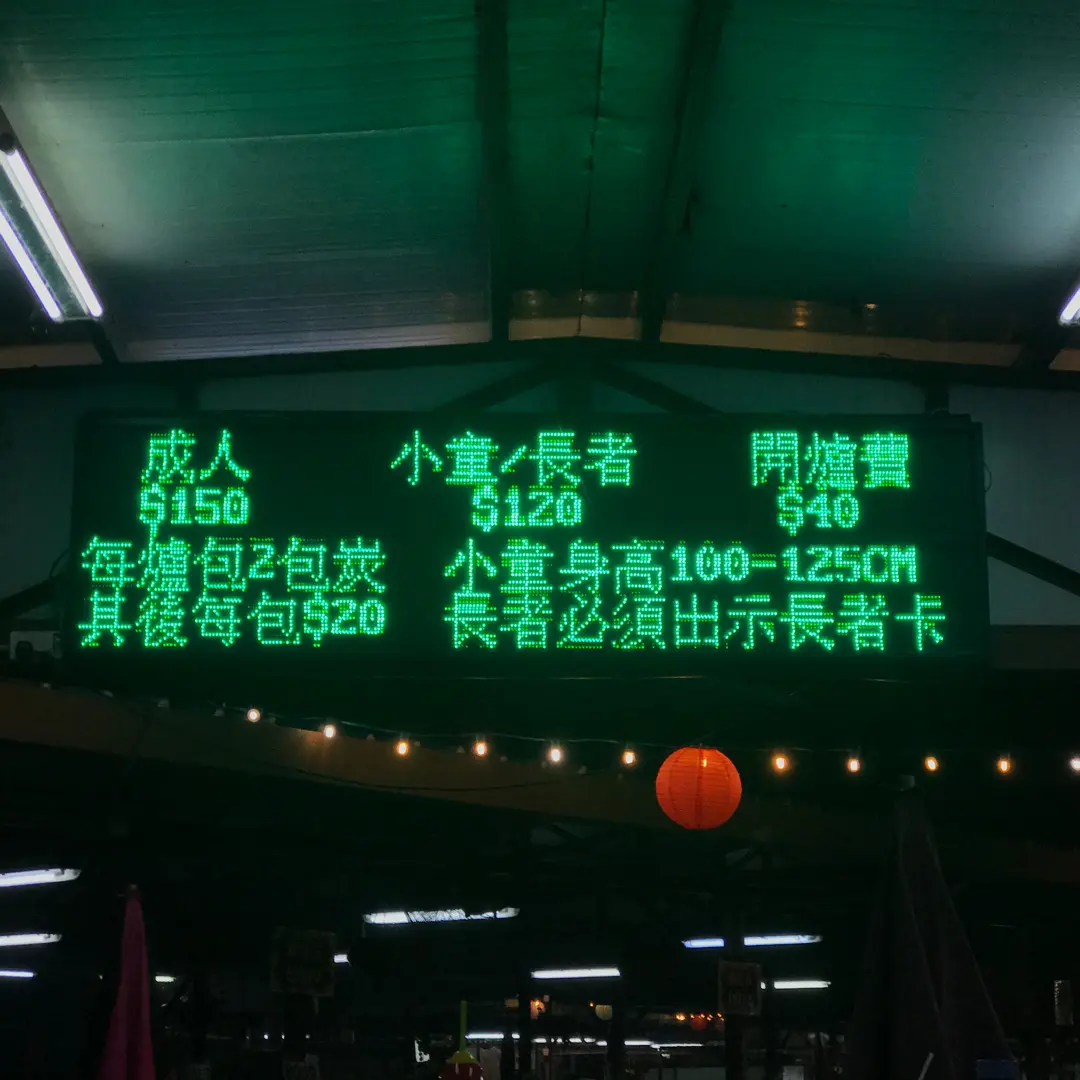 成人 小童/長者 開爐費
$150 $120 $40
每爐包2包炭 小童身高100-125CM
其後每包$20 長者必須出示長者卡